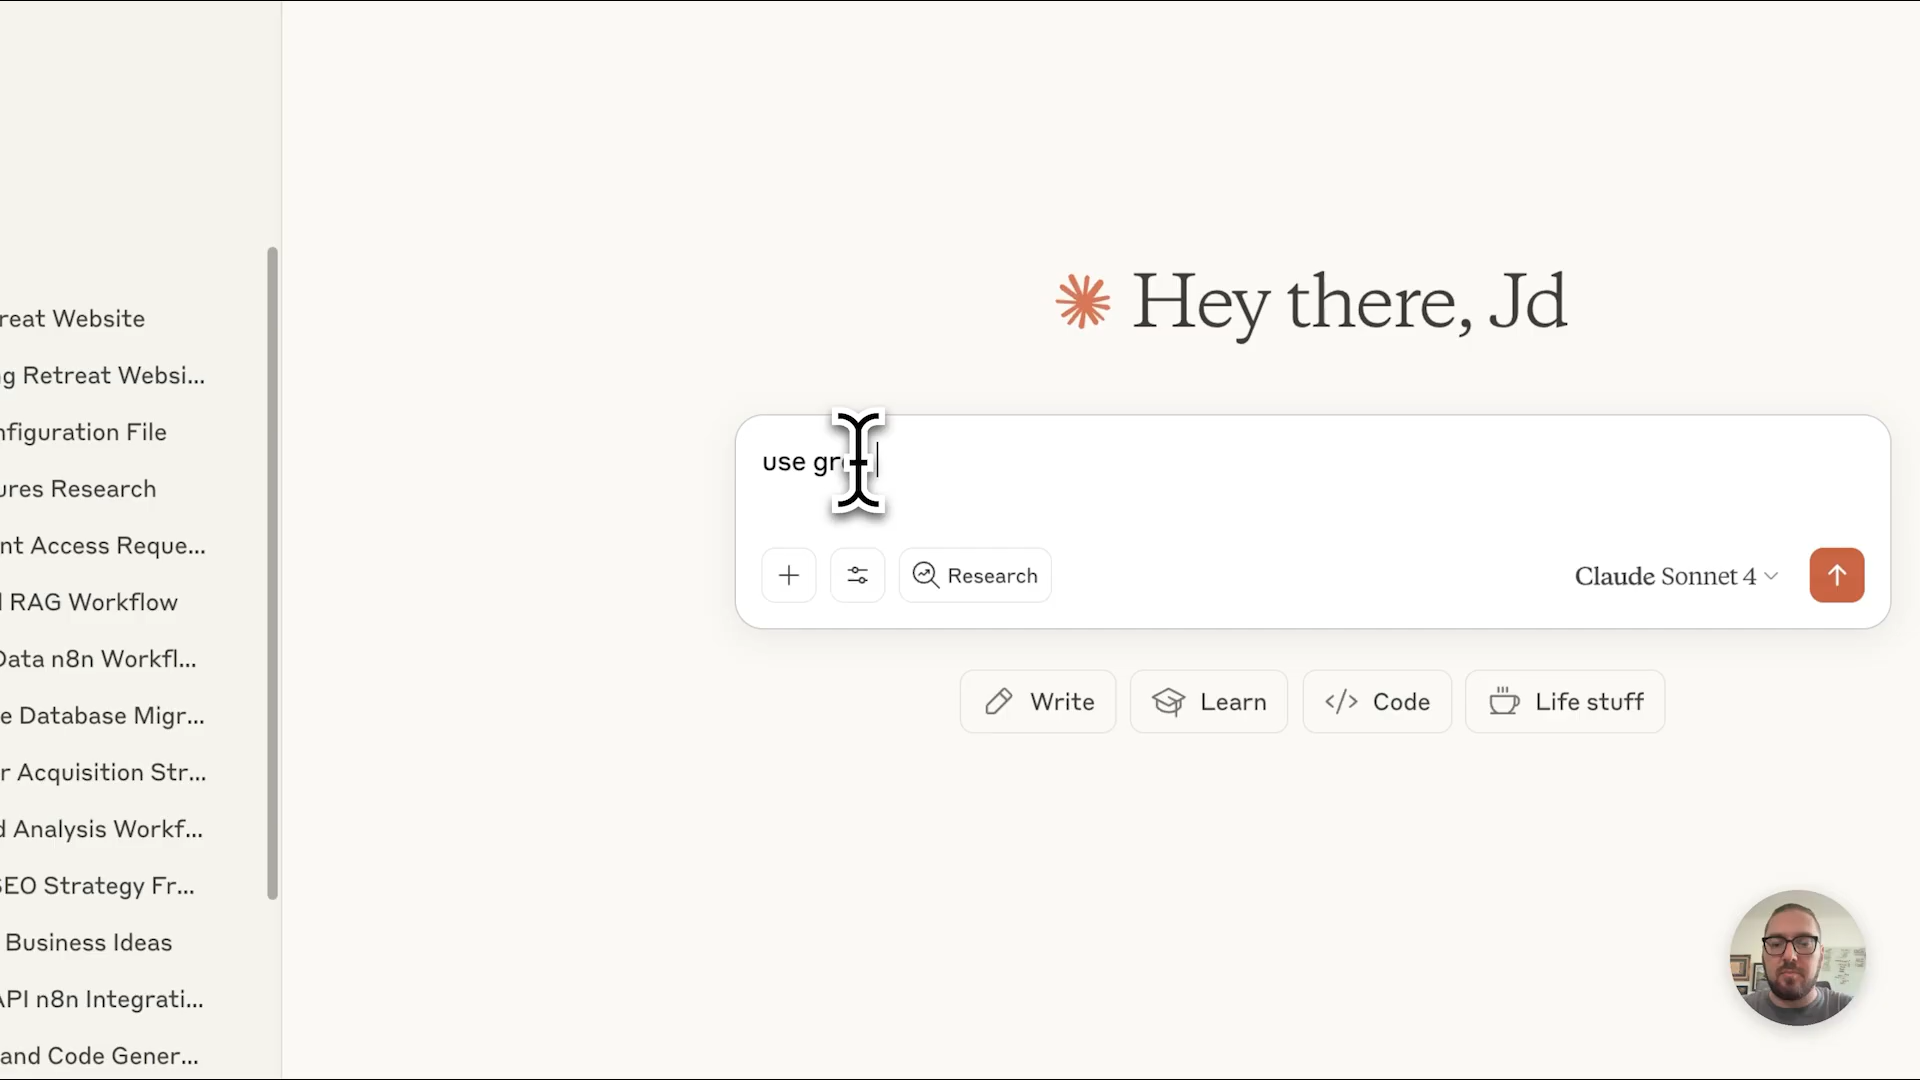 reat Website
g Retreat Websi...
nfiguration File
ures Research
nt Access Reque...
RAG Workflow
Data n8n Workfl...
e Database Migr...
r Acquisition Str...
d Analysis Workf...
SEO Strategy Fr...
Business Ideas
API n8n Integrati...
and Code Gener...
Hey there, Jd
use
Research
Claude Sonnet 4
Write
Learn
Code
Life stuff